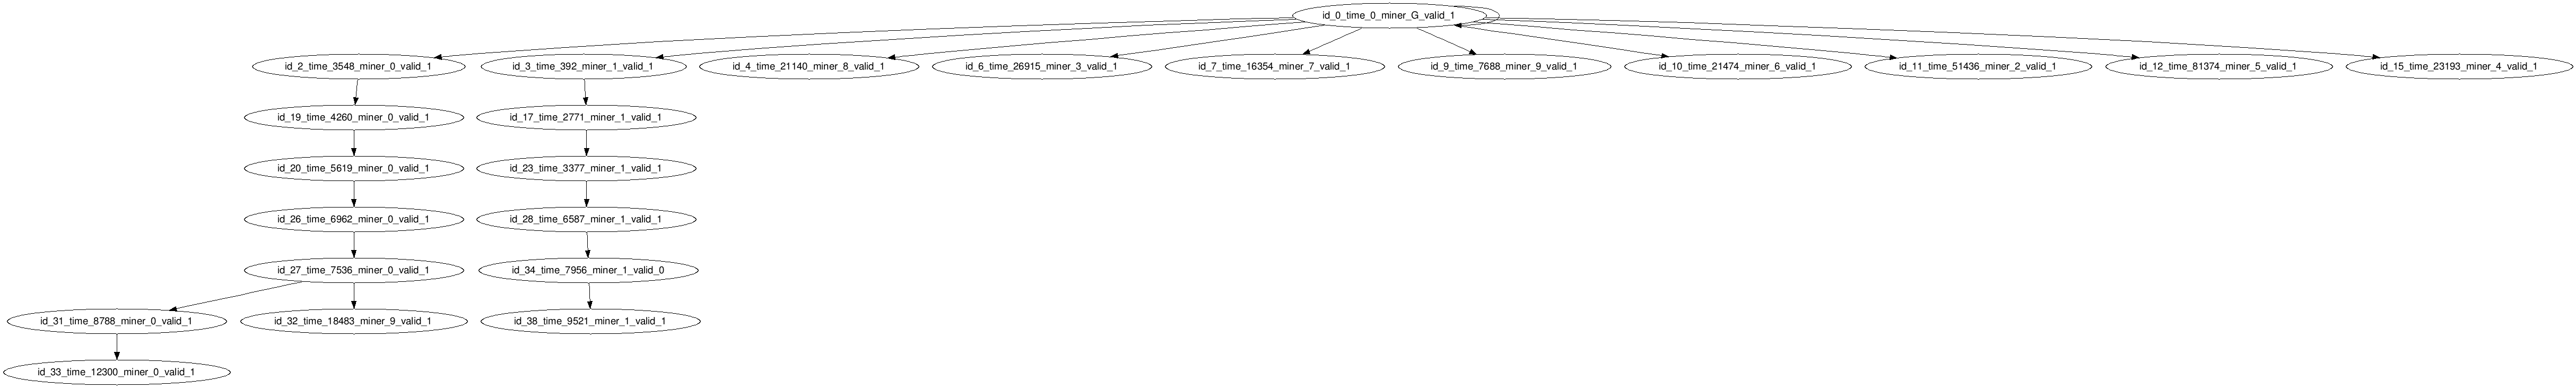 id_0_time_0_miner_G_valid_1
id_2_time_3548_miner_0_valid_1
id_3_time_392_miner_1_valid_1
id_4_time_21140_miner_8_valid_1
id_6_time_26915_miner_3_valid_1
id_7_time_16354_miner_7_valid_1
id_9_time_7688_miner_9_valid_1
id_10_time_21474_miner_6_valid_1
id_11_time_51436_miner_2_valid_1
id_12_time_81374_miner_5_valid_1
id_15_time_23193_miner_4_valid_1
id_19_time_4260_miner_0_valid_1
id_17_time_2771_miner_1_valid_1
id_20_time_5619_miner_0_valid_1
id_23_time_3377_miner_1_valid_1
id_26_time_6962_miner_0_valid_1
id_28_time_6587_miner_1_valid_1
id_27_time_7536_miner_0_valid_1
id_34_time_7956_miner_1_valid_0
id_31_time_8788_miner_0_valid_1
id_32_time_18483_miner_9_valid_1
id_38_time_9521_miner_1_valid_1
id_33_time_12300_miner_0_valid_1